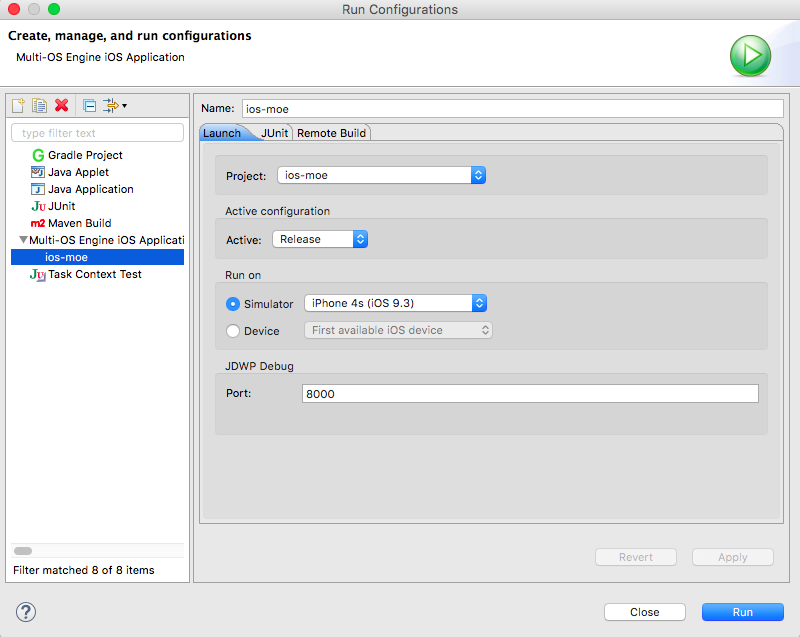 Run Configurations
Create, manage, and run configurations
Multi-OS Engine iOS Application
type filter text
G Gradle Project
Java Applet
J Java Application
Ju JUnit
m2 Maven Build
Multi-OS Engine iOS Applicati
ios-moe
Ju Task Context Test
Filter matched 8 of 8 items
Name: ios-moe
Launch JUnit Remote Build
Project: ios-moe
Active configuration
Active: Release
Run on
Simulator iPhone 4s (iOS 9.3)
Device First available iOS device
JDWP Debug
Port: 8000
Revert Apply
? Close Run